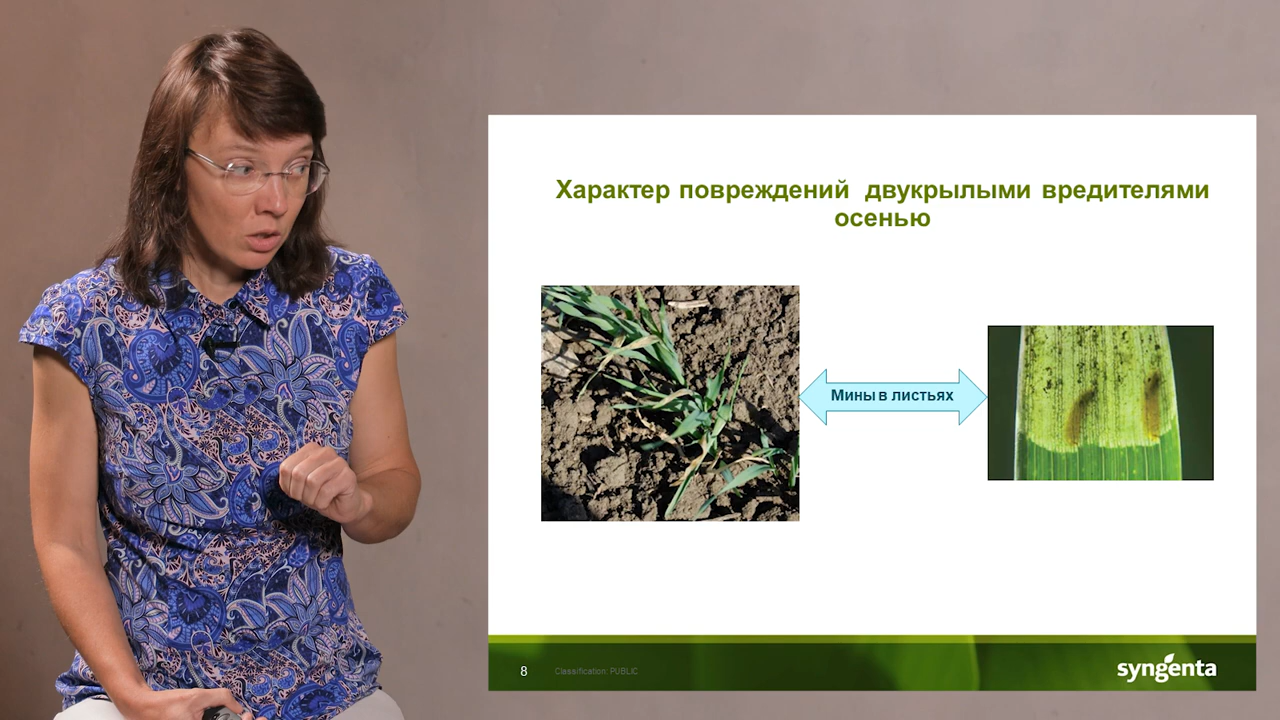 Характер повреждений двукрылыми вредителями
осенью
Мины в листьях
8
Classification: PUBLIC
syngenta